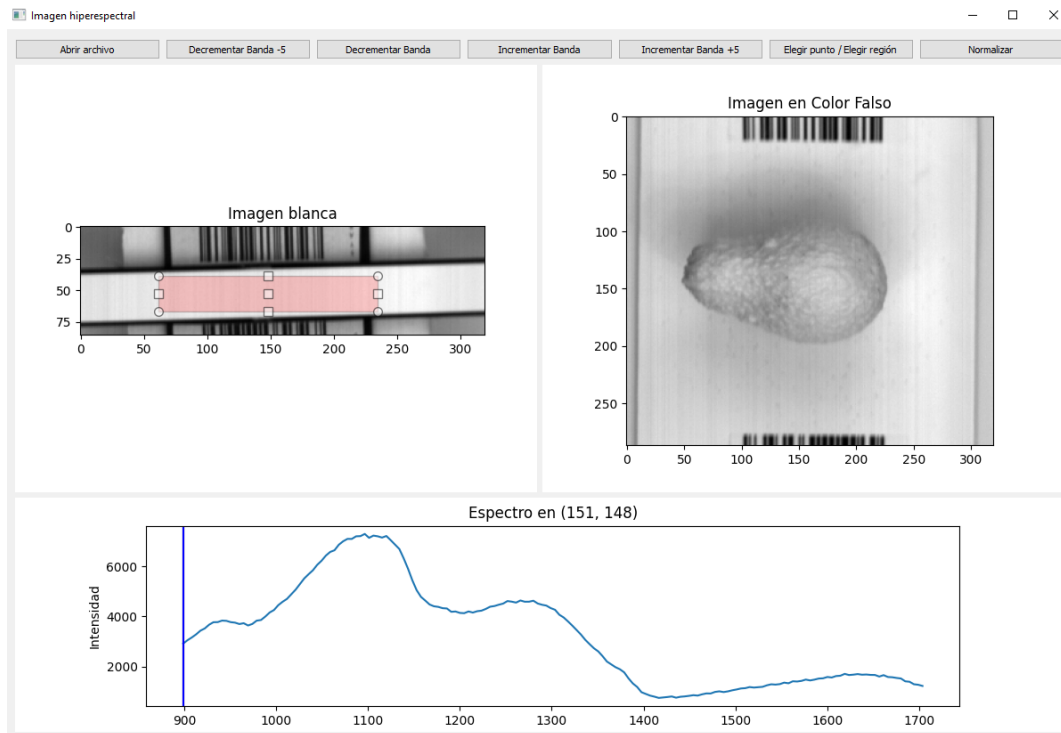 Imagen hiperespectral
Abrir archivo Decrementar Banda -5 Decrementar Banda Incrementar Banda Incrementar Banda +5 Elegir punto / Elegir región Normalizar
Imagen blanca
0
25
50
75
0 50 100 150 200 250 300
Imagen en Color Falso
0
50
100
150
200
250
0 50 100 150 200 250 300
Espectro en (151, 148)
Intensidad
6000
4000
2000
900 1000 1100 1200 1300 1400 1500 1600 1700